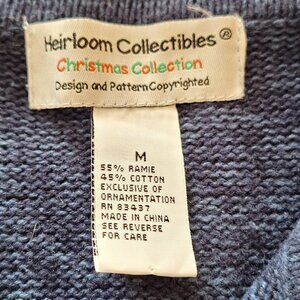 Heirloom Collectibles®
Christmas Collection
Design and Pattern Copyrighted
M
55% RAMIE
45% COTTON
EXCLUSIVE OF
ORNAMENTATION
RN 83437
MADE IN CHINA
SEE REVERSE
FOR CARE